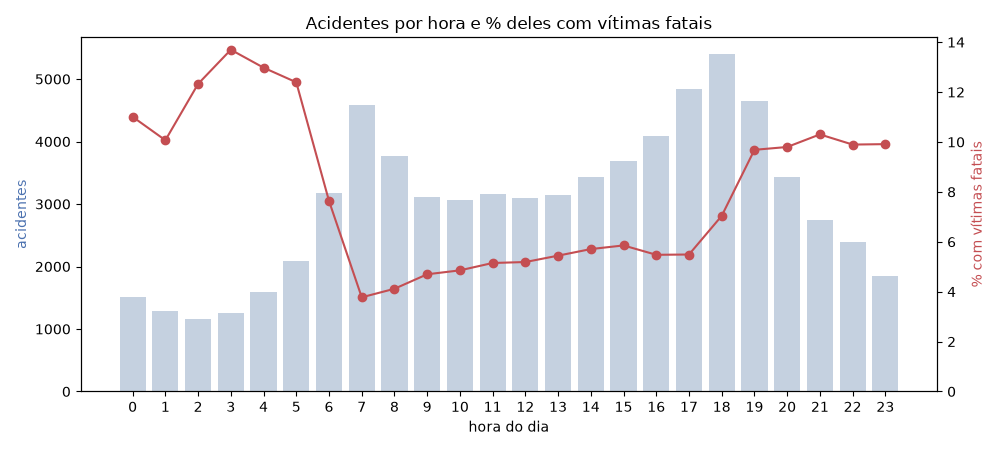 Acidentes por hora e % deles com vítimas fatais
acidentes
5000
4000
3000
2000
1000
0
14
12
10
8
6
4
2
0
% com vítimas fatais
0 1 2 3 4 5 6 7 8 9 10 11 12 13 14 15 16 17 18 19 20 21 22 23
hora do dia